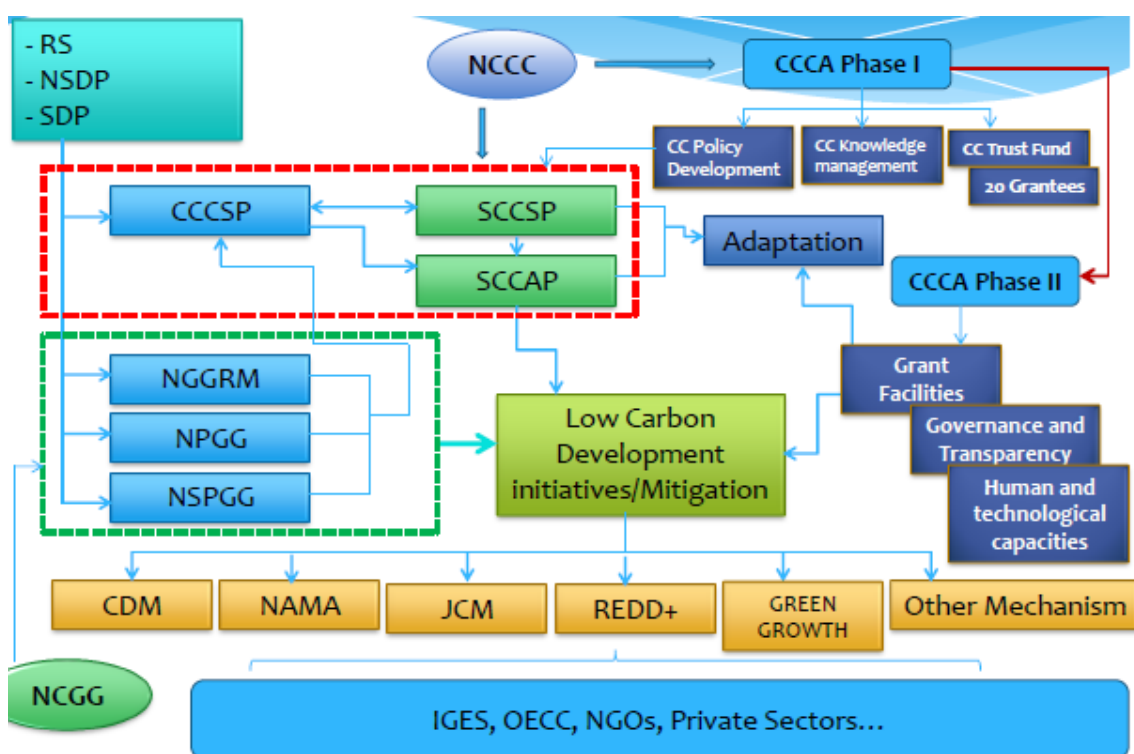 - RS
- NSDP
- SDP
NCCC
CCCA Phase I
CC Policy
Development
CC Knowledge
management
CC Trust Fund
20 Grantees
CCCSP
SCCSP
SCCAP
Adaptation
CCCA Phase II
NGGRM
NPGG
NSPGG
Low Carbon
Development
initiatives/Mitigation
Grant
Facilities
Governance and
Transparency
Human and
technological
capacities
CDM
NAMA
JCM
REDD+
GREEN
GROWTH
Other Mechanism
NCGG
IGES, OECC, NGOs, Private Sectors...